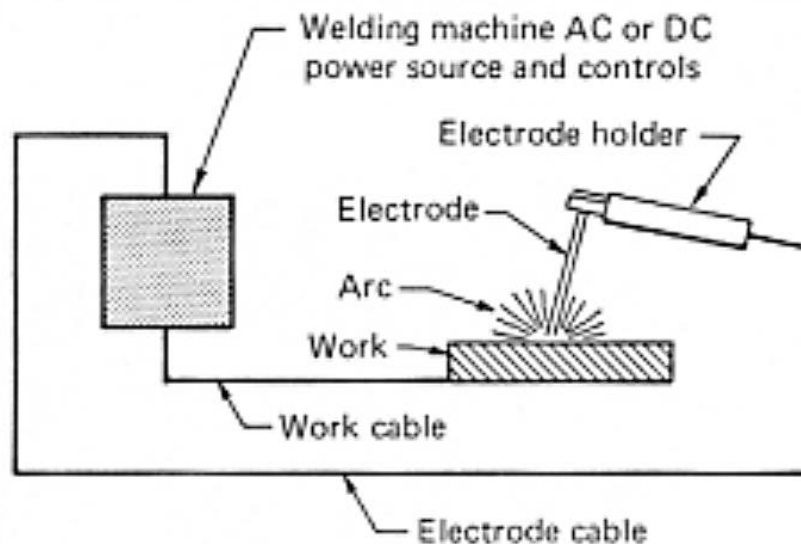 Welding machine AC or DC
power source and controls
Electrode holder
Electrode
Arc
Work
Work cable
Electrode cable